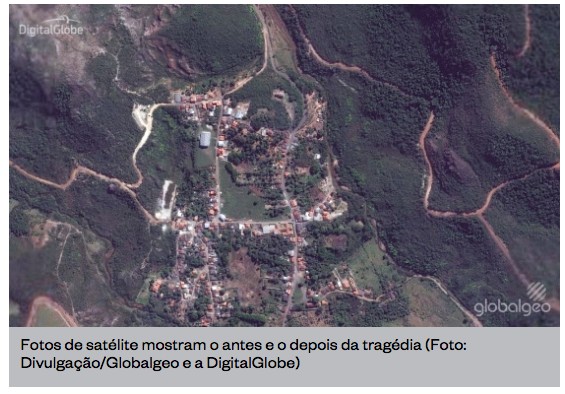 DigitalGlobe
globalgeo
Fotos de satélite mostram o antes e o depois da tragédia (Foto:
Divulgação/Globalgeo e a DigitalGlobe)